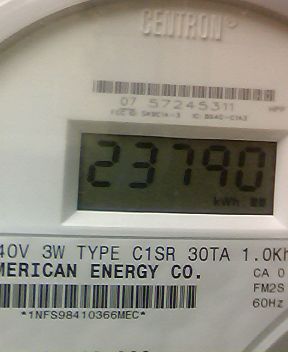 CENTRON®
07 57245311
23790
kWh
40V 3W TYPE C1SR 30TA 1.0Kh
MERICAN ENERGY CO.
CA 0
FM2S
60Hz
*1NFS98410366MEC*